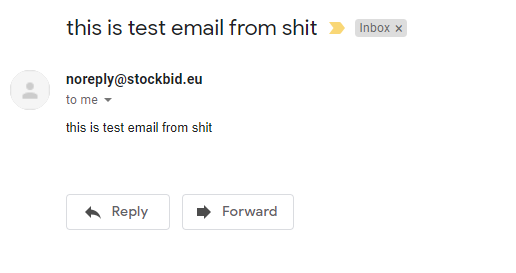 this is test email from shit Inbox x
noreply@stockbid.eu
to me
this is test email from shit
Reply Forward